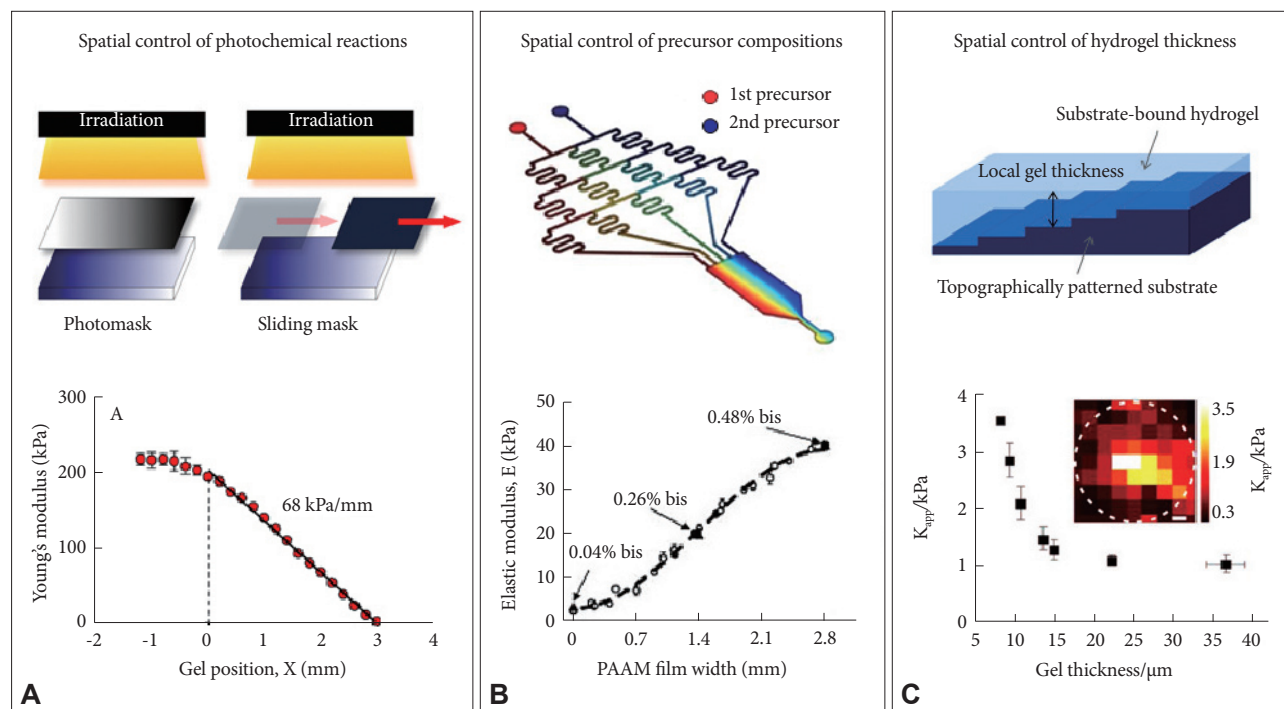 Spatial control of photochemical reactions
Irradiation
Irradiation
Photomask
Sliding mask
A
68 kPa/mm
Young's modulus (kPa)
300
200
100
0
-2
-1
0
1
2
3
4
Gel position, X (mm)
A
Spatial control of precursor compositions
1st precursor
2nd precursor
0.48% bis
0.26% bis
0.04% bis
Elastic modulus, E (kPa)
50
40
30
20
10
0
0
0.7
1.4
2.1
2.8
PAAM film width (mm)
B
Spatial control of hydrogel thickness
Substrate-bound hydrogel
Local gel thickness
Topographically patterned substrate
Kapp/kPa
4
3
2
1
0
3.5
1.9
0.3
Kapp/kPa
5
10
15
20
25
30
35
40
45
Gel thickness/μm
C